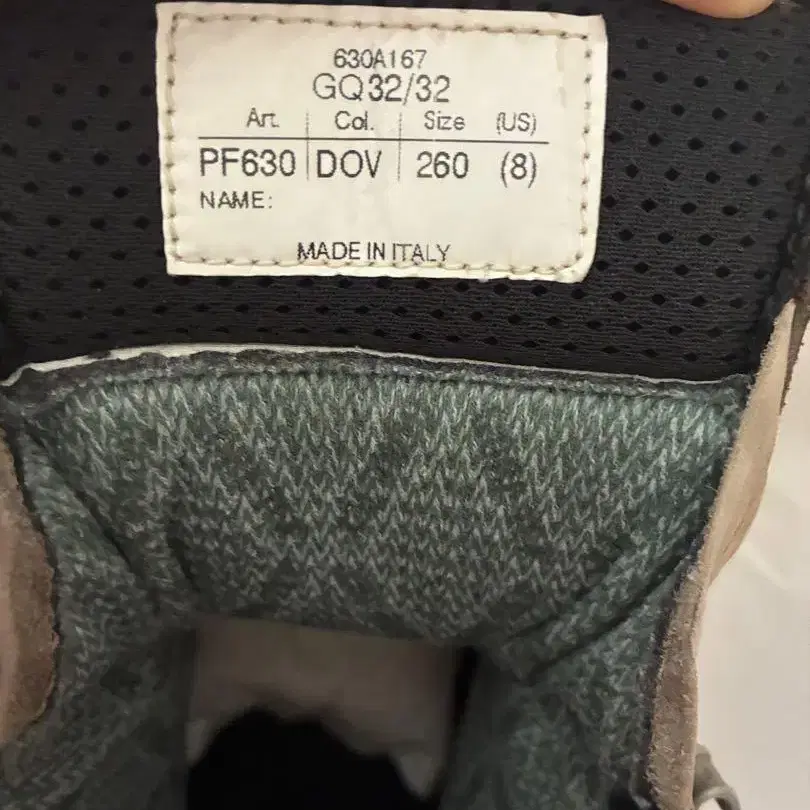 630A167
GQ32/32
Art. Col. Size (US)
PF630 DOV 260 (8)
NAME:
MADE IN ITALY